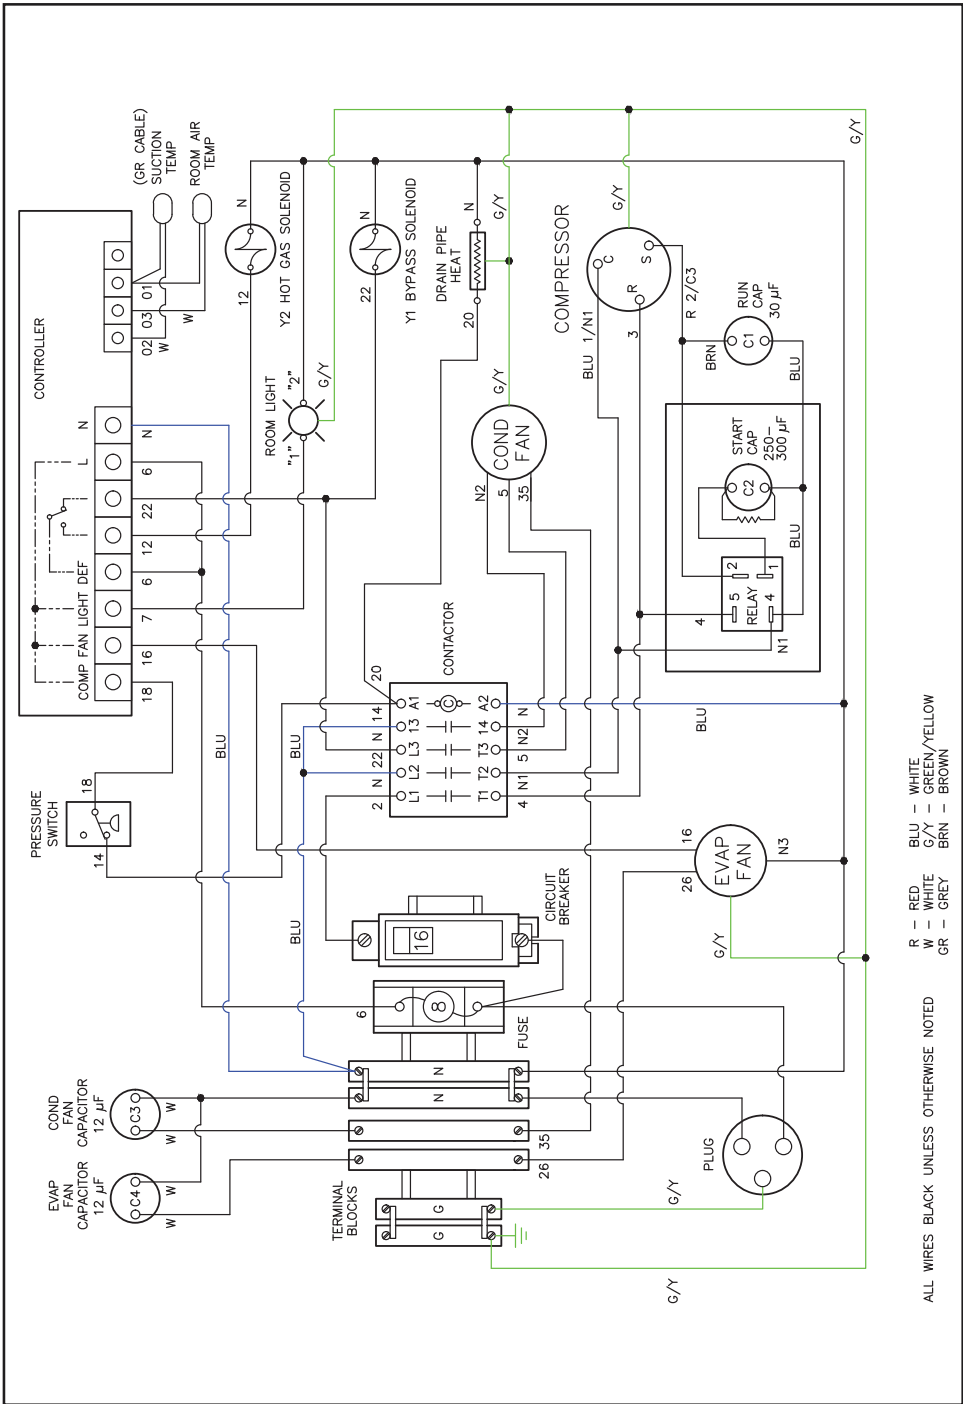 CONTROLLER
(GR CABLE)
SUCTION
TEMP
ROOM AIR
TEMP
01
03
02
W
W
N
L
DEF
LIGHT
FAN
COMP
N
6
22
12
6
7
16
18
N
12
Y2 HOT GAS SOLENOID
N
22
Y1 BYPASS SOLENOID
N
DRAIN PIPE
HEAT
20
ROOM LIGHT
"1"
"2"
G/Y
G/Y
G/Y
G/Y
G/Y
COND
FAN
N2
5
35
COMPRESSOR
C
S
R
BLU 1/N1
3
R 2/C3
BRN
C1
RUN
CAP
30 µF
BLU
START
CAP
250-
300 µF
C2
BLU
RELAY
2
1
5
4
4
N1
CONTACTOR
20
14
N
22
N
2
A1
13
L3
L2
L1
C
A2
14
T3
T2
T1
N
N2
5
N1
4
BLU
BLU
BLU
BLU
PRESSURE
SWITCH
18
14
EVAP
FAN
16
26
N3
G/Y
CIRCUIT
BREAKER
16
FUSE
8
6
N
N
35
26
G
G
TERMINAL
BLOCKS
COND
FAN
CAPACITOR
12 µF
C3
W
W
EVAP
FAN
CAPACITOR
12 µF
C4
W
W
PLUG
G/Y
G/Y
ALL WIRES BLACK UNLESS OTHERWISE NOTED
R - RED
W - WHITE
GR - GREY
BLU - WHITE
G/Y - GREEN/YELLOW
BRN - BROWN